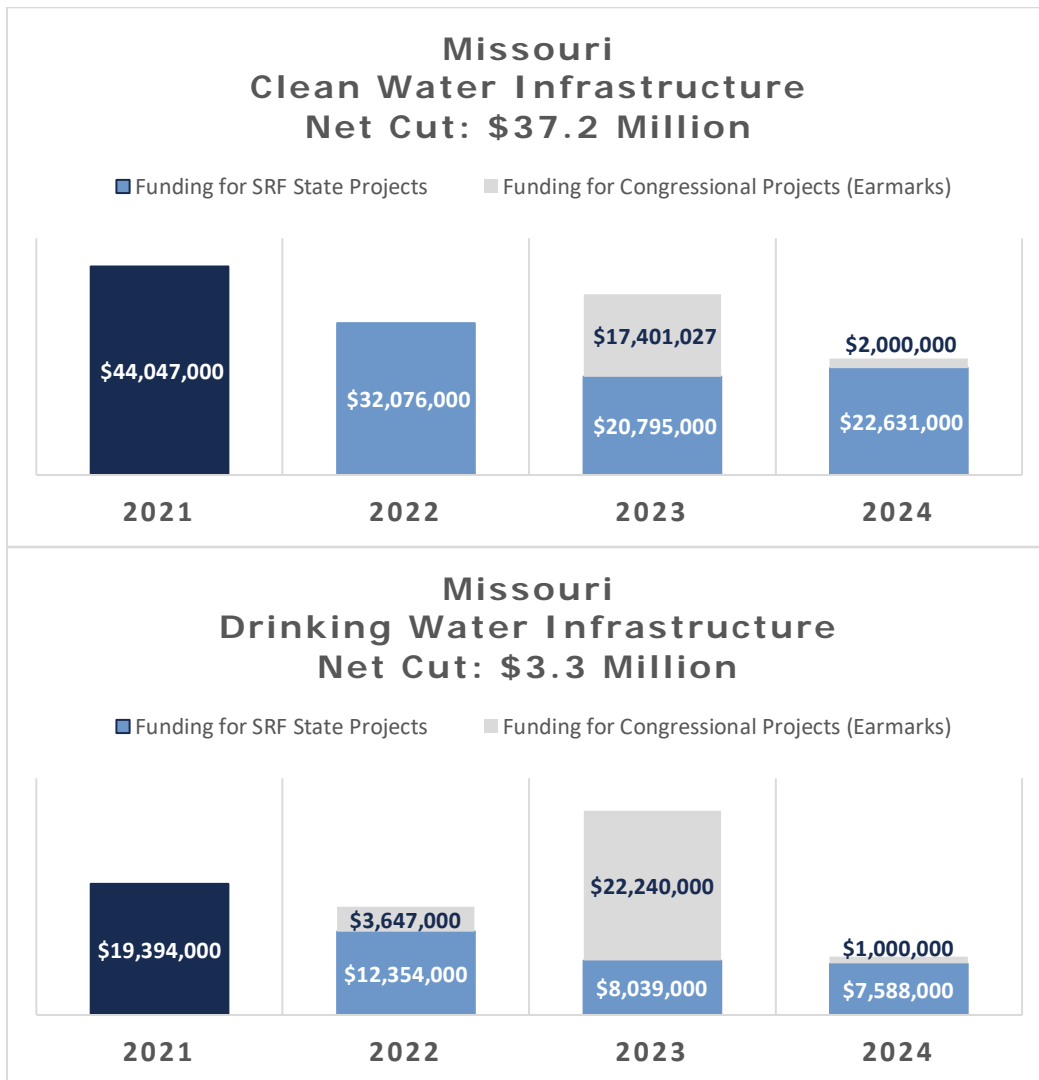 Missouri
Clean Water Infrastructure
Net Cut: $37.2 Million
Funding for SRF State Projects Funding for Congressional Projects (Earmarks)
$44,047,000
$32,076,000
$17,401,027
$20,795,000
$2,000,000
$22,631,000
2021 2022 2023 2024
Missouri
Drinking Water Infrastructure
Net Cut: $3.3 Million
Funding for SRF State Projects Funding for Congressional Projects (Earmarks)
$19,394,000
$3,647,000
$12,354,000
$22,240,000
$8,039,000
$1,000,000
$7,588,000
2021 2022 2023 2024